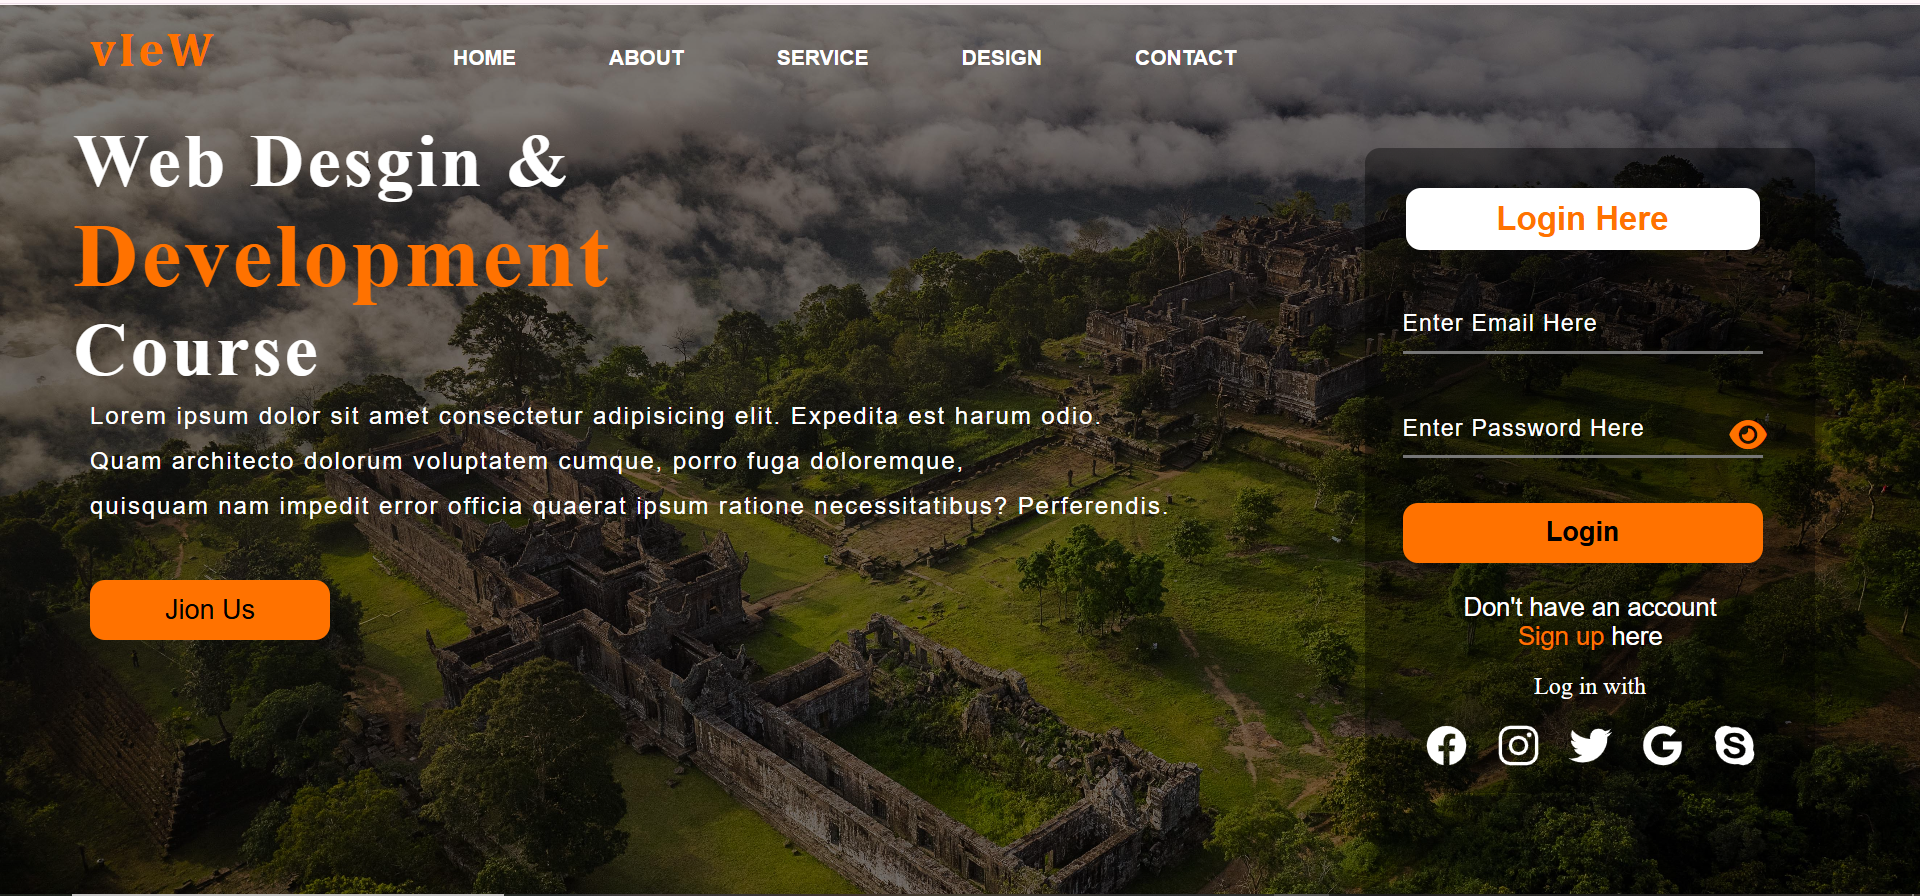 vIeW
HOME ABOUT SERVICE DESIGN CONTACT
Web Desgin &
Development
Course
Lorem ipsum dolor sit amet consectetur adipisicing elit. Expedita est harum odio.
Quam architecto dolorum voluptatem cumque, porro fuga doloremque,
quisquam nam impedit error officia quaerat ipsum ratione necessitatibus? Perferendis.
Jion Us
Login Here
Enter Email Here
Enter Password Here
Login
Don't have an account
Sign up here
Log in with